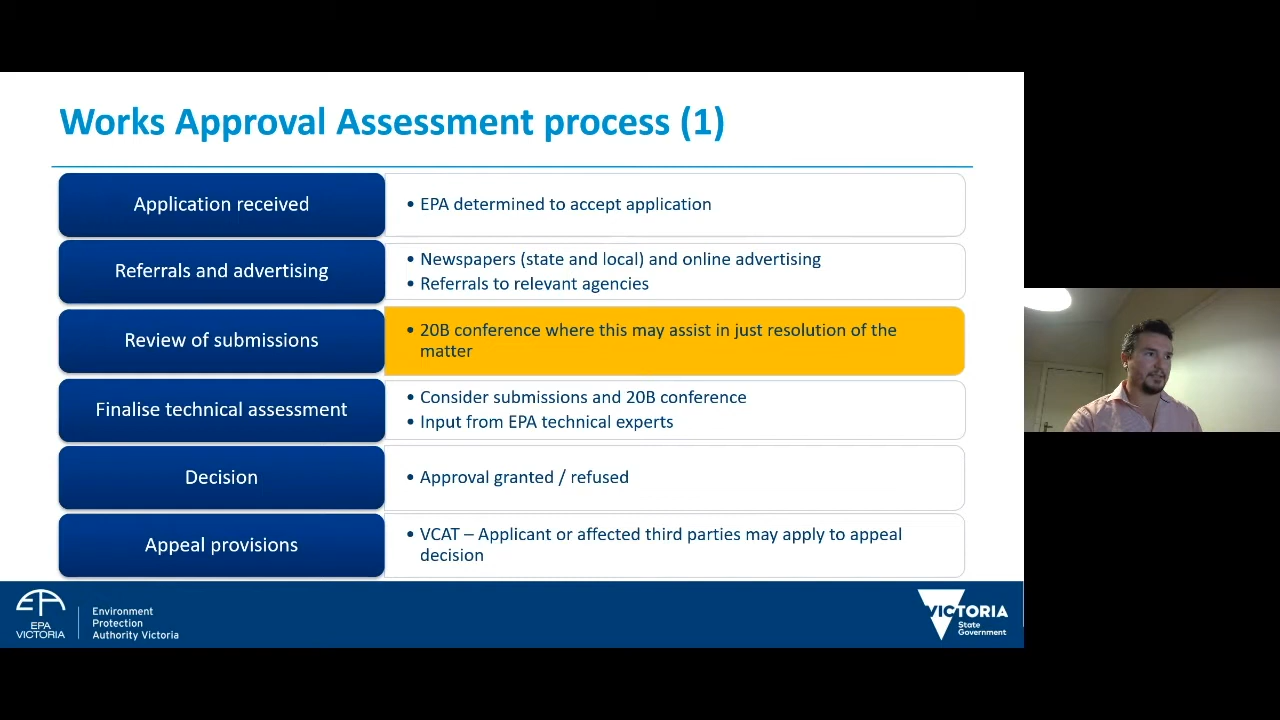 Works Approval Assessment process (1)
Application received
• EPA determined to accept application
Referrals and advertising
• Newspapers (state and local) and online advertising
• Referrals to relevant agencies
Review of submissions
• 20B conference where this may assist in just resolution of the
matter
Finalise technical assessment
• Consider submissions and 20B conference
• Input from EPA technical experts
Decision
• Approval granted / refused
Appeal provisions
• VCAT – Applicant or affected third parties may apply to appeal
decision
EPA
VICTORIA
Environment
Protection
Authority Victoria
VICTORIA
State
Government